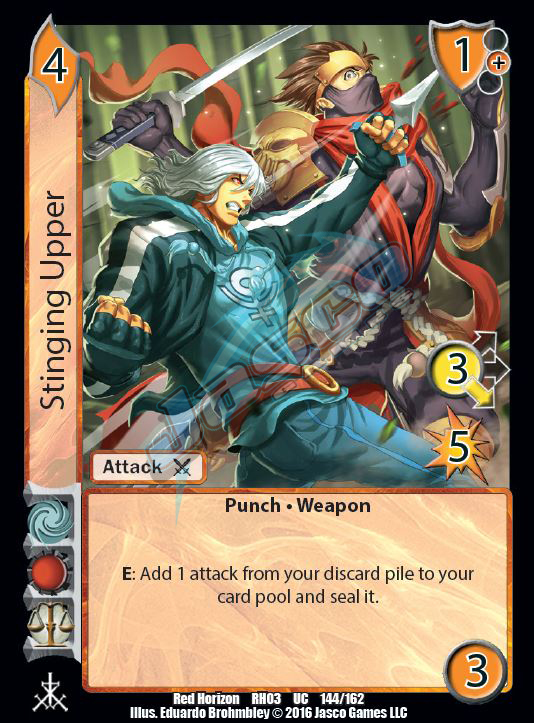 4
1
+
Stinging Upper
3
5
Attack
Punch • Weapon
E: Add 1 attack from your discard pile to your
card pool and seal it.
3
Red Horizon RH03 UC 144/162
Illus. Eduardo Brohmbley © 2016 Jasco Games LLC